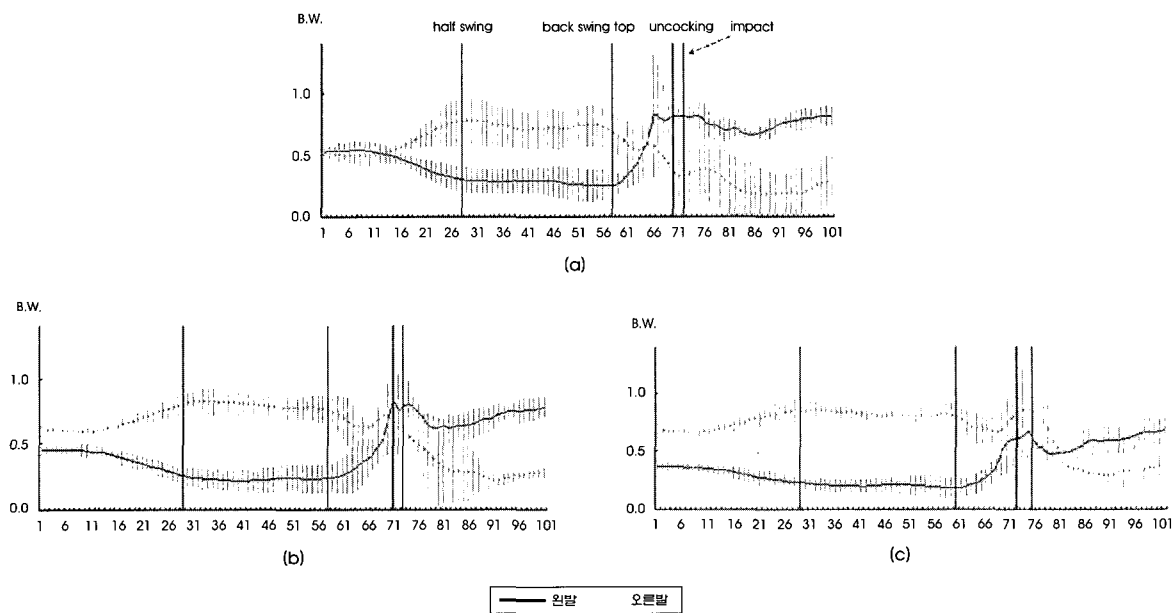 B.W.
half swing back swing top uncocking impact
1.0
0.5
0.0
1 6 11 16 21 26 31 36 41 46 51 56 61 66 71 76 81 86 91 96 101
(a)
B.W.
1.0
0.5
0.0
1 6 11 16 21 26 31 36 41 46 51 56 61 66 71 76 81 86 91 96 101
(b)
B.W.
1.0
0.5
0.0
1 6 11 16 21 26 31 36 41 46 51 56 61 66 71 76 81 86 91 96 101
(c)
왼발 오른발